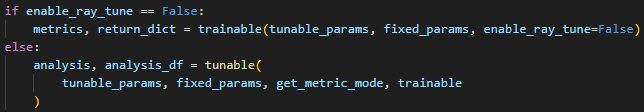 if enable_ray_tune == False:
    metrics, return_dict = trainable(tunable_params, fixed_params, enable_ray_tune=False)
else:
    analysis, analysis_df = tunable(
        tunable_params, fixed_params, get_metric_mode, trainable
    )